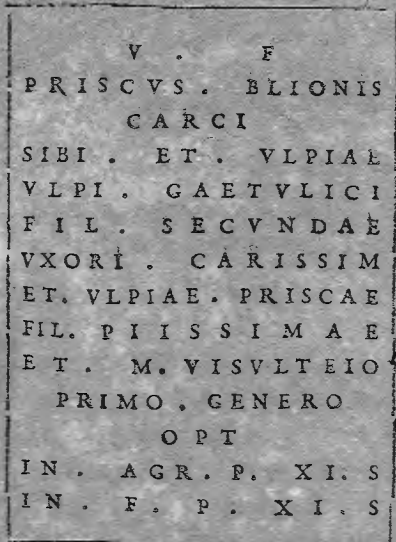 V . F
PRISCVS . BLIONIS
CARCI
SIBI . ET . VLPIAE
VLPI . GAETVLICI
FIL . SECVNDAE
VXORI . CARISSIM
ET. VLPIAE. PRISCAE
FIL. PIISSIMAE
ET . M. VISVLTEIO
PRIMO . GENERO
OPT
IN . AGR. P. XI. S
IN . F. P. XI. S